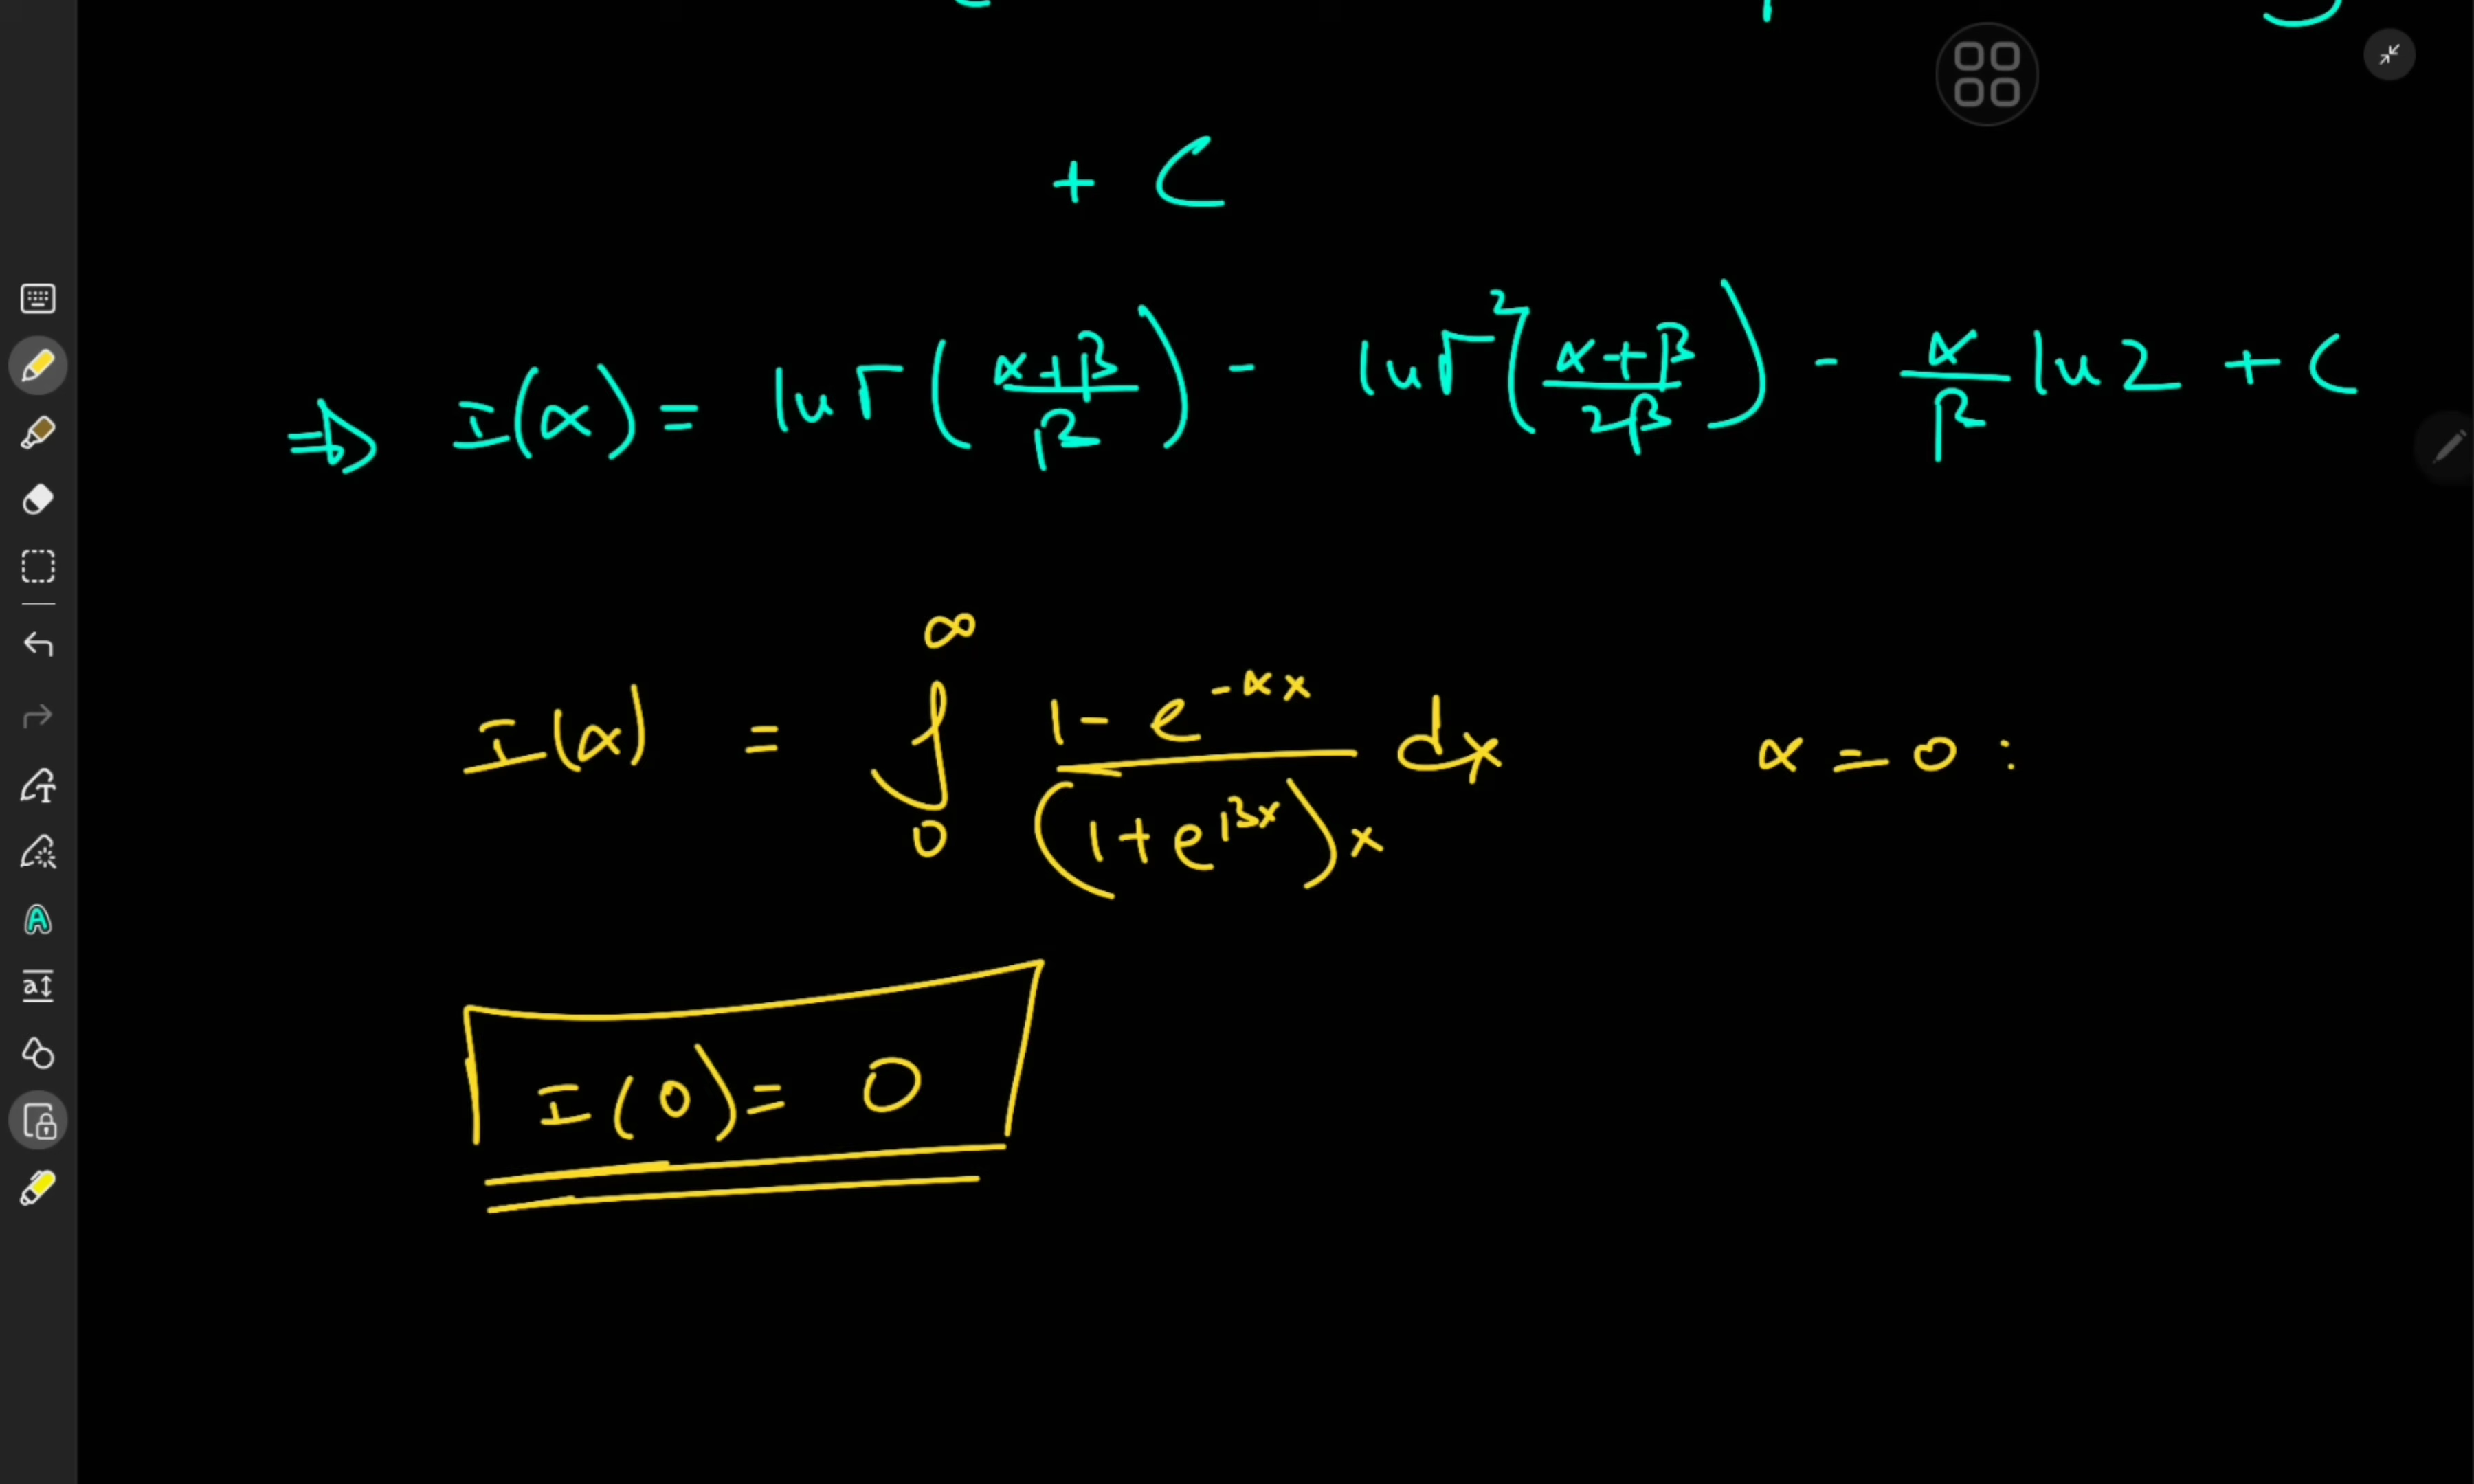 + C
⇒ I(α) = ln Γ((α+β)/β) - ln Γ²((α+β)/2β) - α/β ln 2 + C
I(α) = ∫₀^∞ (1 - e^{-αx})/((1 + e^{βx})x) dx α = 0 :
I(0) = 0